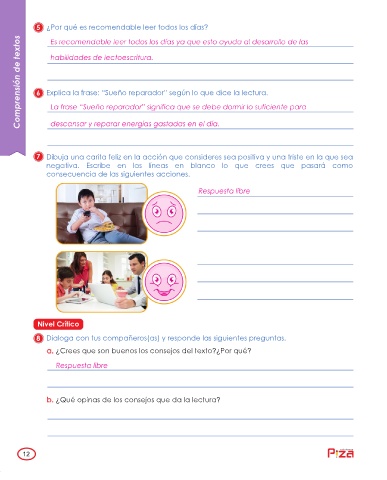 Comprensión de textos
5 ¿Por qué es recomendable leer todos los días?
Es recomendable leer todos los días ya que esto ayuda al desarrollo de las
habilidades de lectoescritura.
6 Explica la frase: “Sueño reparador” según lo que dice la lectura.
La frase “Sueño reparador” significa que se debe dormir lo suficiente para
descansar y reparar energías gastadas en el día.
7 Dibuja una carita feliz en la acción que consideres sea positiva y una triste en la que sea
negativa. Escribe en las líneas en blanco lo que crees que pasará como
consecuencia de las siguientes acciones.
Respuesta libre
Nivel Crítico
8 Dialoga con tus compañeros(as) y responde las siguientes preguntas.
a. ¿Crees que son buenos los consejos del texto?¿Por qué?
Respuesta libre
b. ¿Qué opinas de los consejos que da la lectura?
12
P:zA